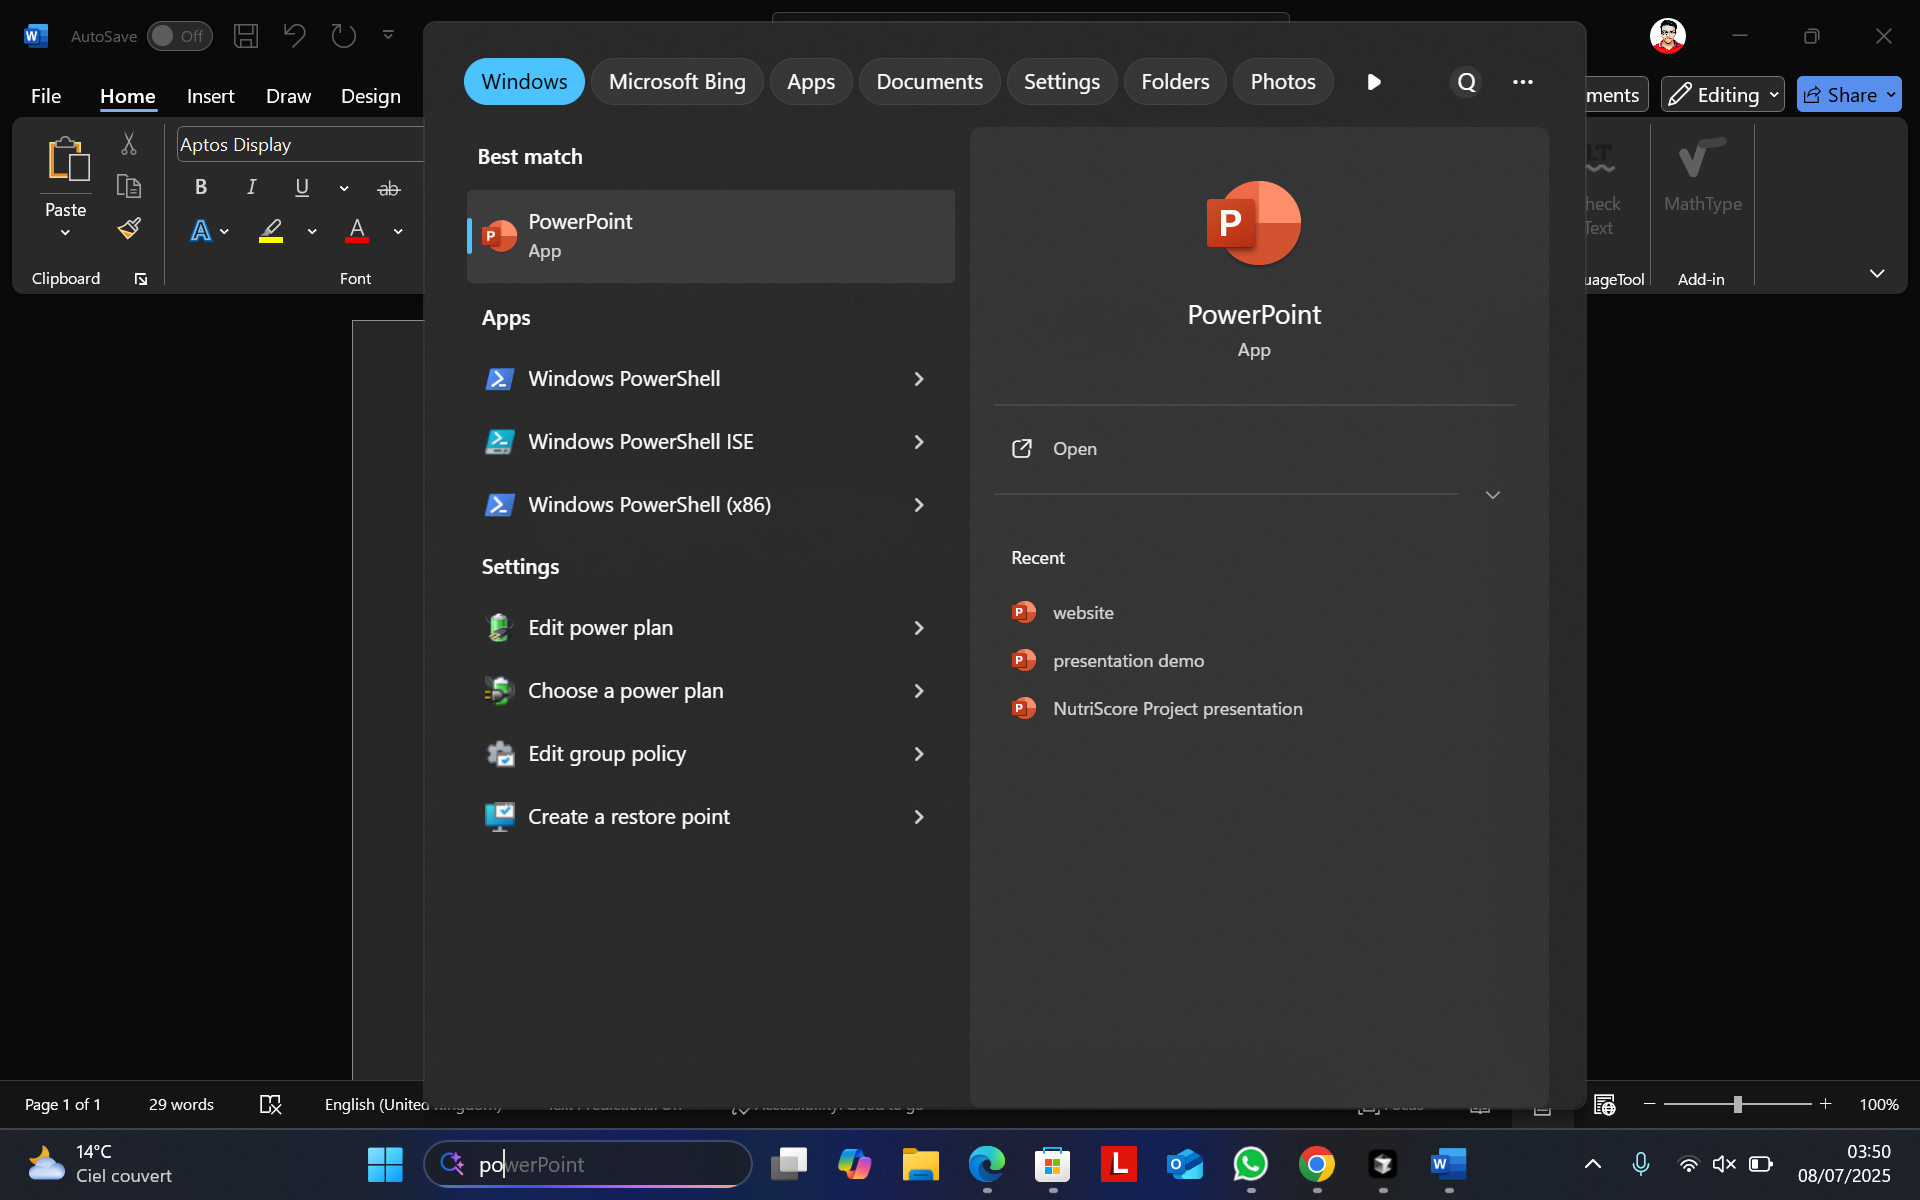 AutoSave Off
File Home Insert Draw Design
ments Editing Share
Windows Microsoft Bing Apps Documents Settings Folders Photos Q
Aptos Display
B I U ab
Paste
A A
Clipboard Font
LT
heck
Text
uageTool
MathType
Add-in
Best match
PowerPoint
App
Apps
Windows PowerShell
Windows PowerShell ISE
Windows PowerShell (x86)
Settings
Edit power plan
Choose a power plan
Edit group policy
Create a restore point
P
PowerPoint
App
Open
Recent
website
presentation demo
NutriScore Project presentation
Page 1 of 1 29 words English (United Kingdom) 100%
14°C
Ciel couvert
powerPoint
L
03:50
08/07/2025